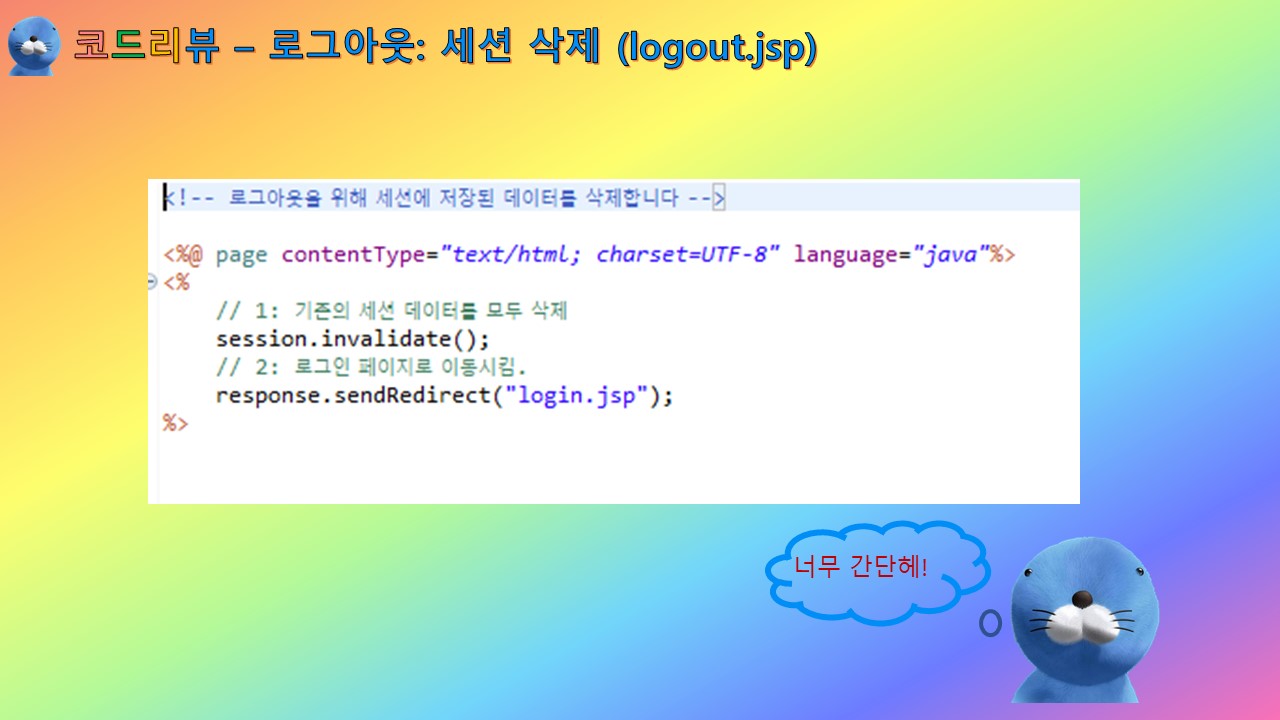 코드리뷰 – 로그아웃: 세션 삭제 (logout.jsp)
<!-- 로그아웃을 위해 세션에 저장된 데이터를 삭제합니다 -->
<%@ page contentType="text/html; charset=UTF-8" language="java"%>
<%
// 1: 기존의 세션 데이터를 모두 삭제
session.invalidate();
// 2: 로그인 페이지로 이동시킴.
response.sendRedirect("login.jsp");
%>
너무 간단헤!